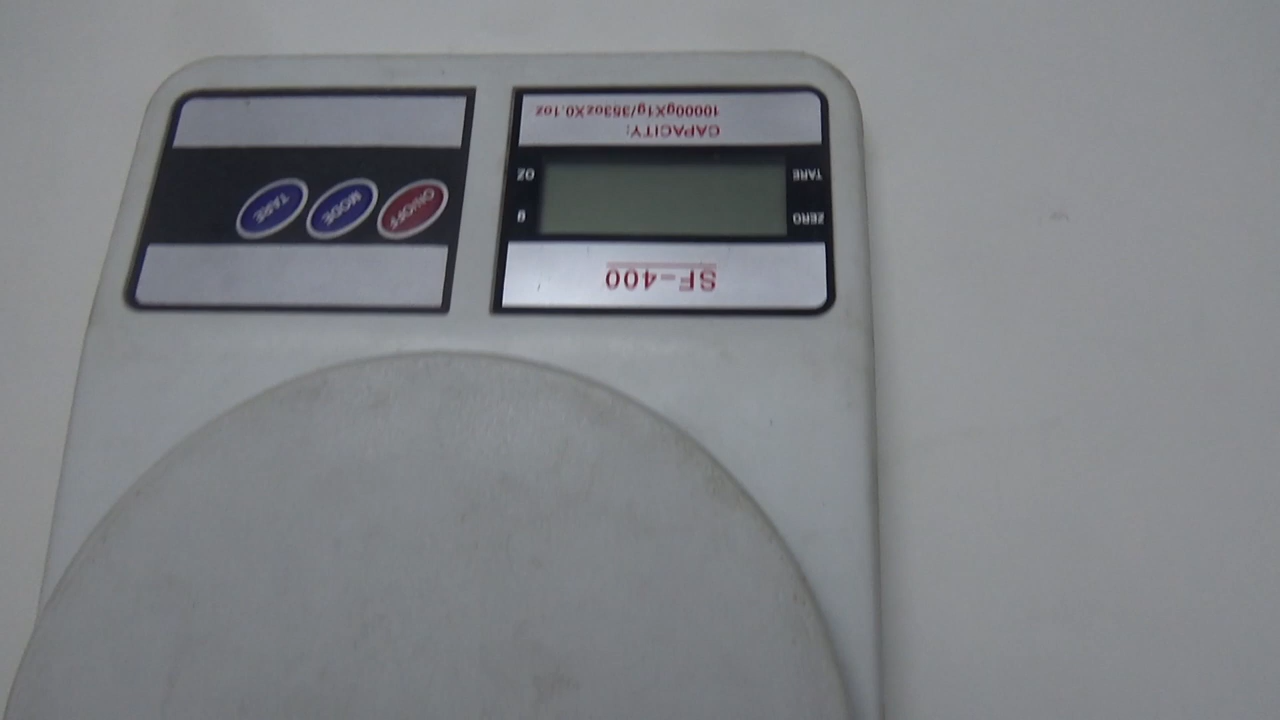 SF-400
ZERO
g
TARE
OZ
CAPACITY:
10000gX1g/353ozX0.1oz
ON/OFF
MODE
TARE